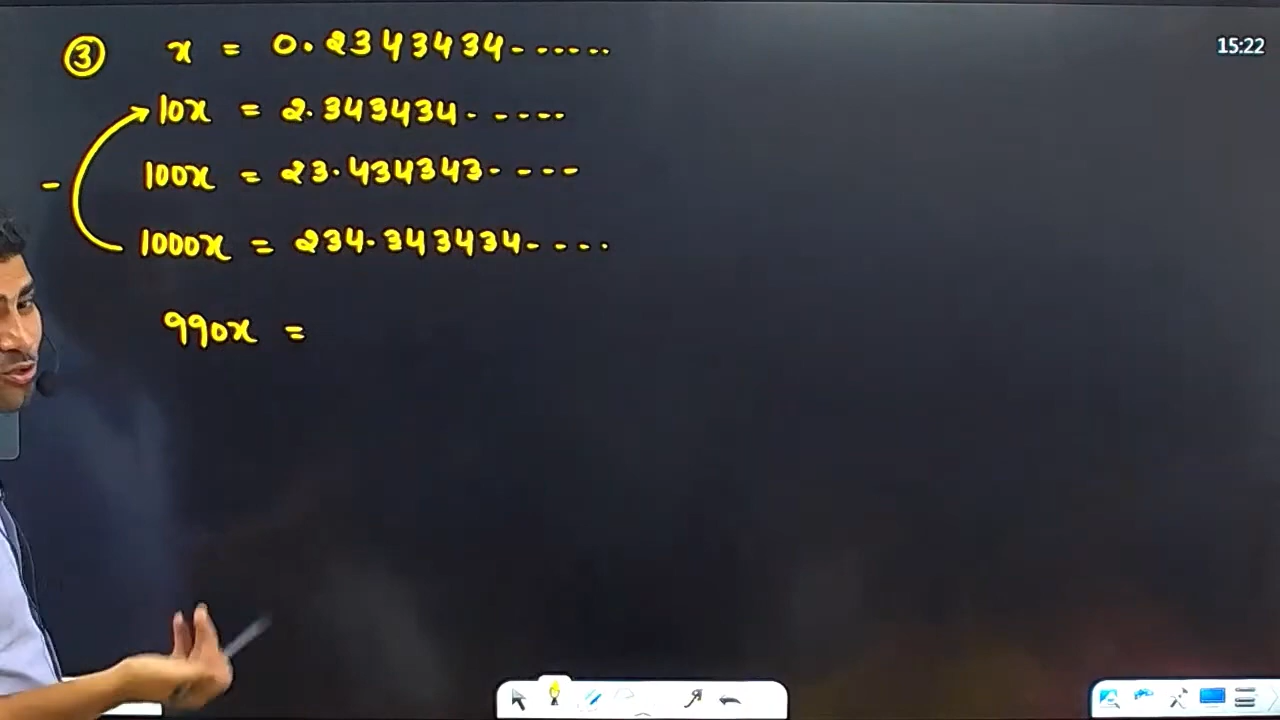 ③ x = 0.2343434------
15:22
10x = 2.343434------
100x = 23.434343----
1000x = 234.343434----
-
990x =